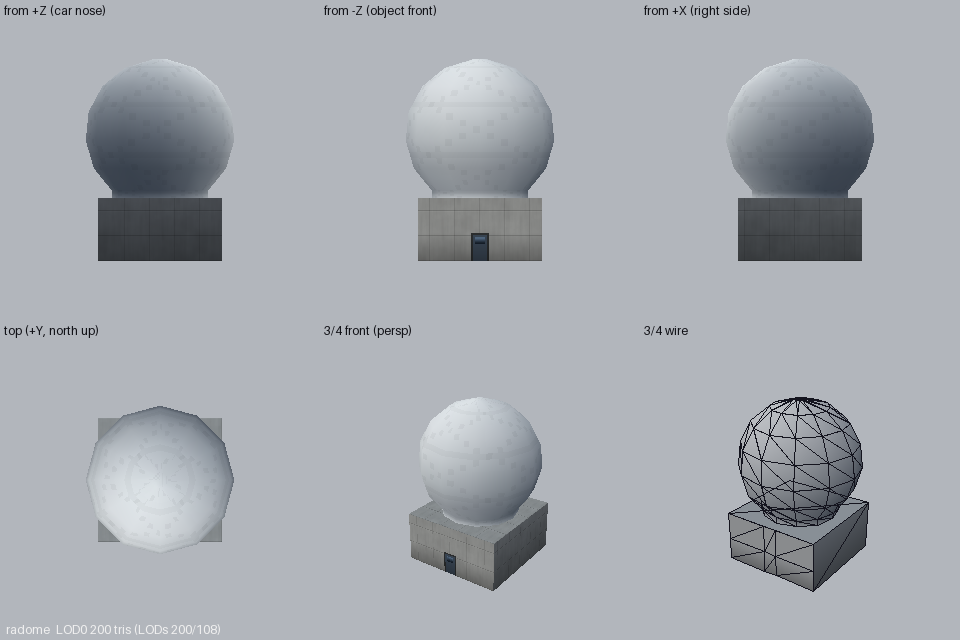 from +Z (car nose)
from -Z (object front)
from +X (right side)
top (+Y, north up)
3/4 front (persp)
3/4 wire
radome LOD0 200 tris (LODs 200/108)